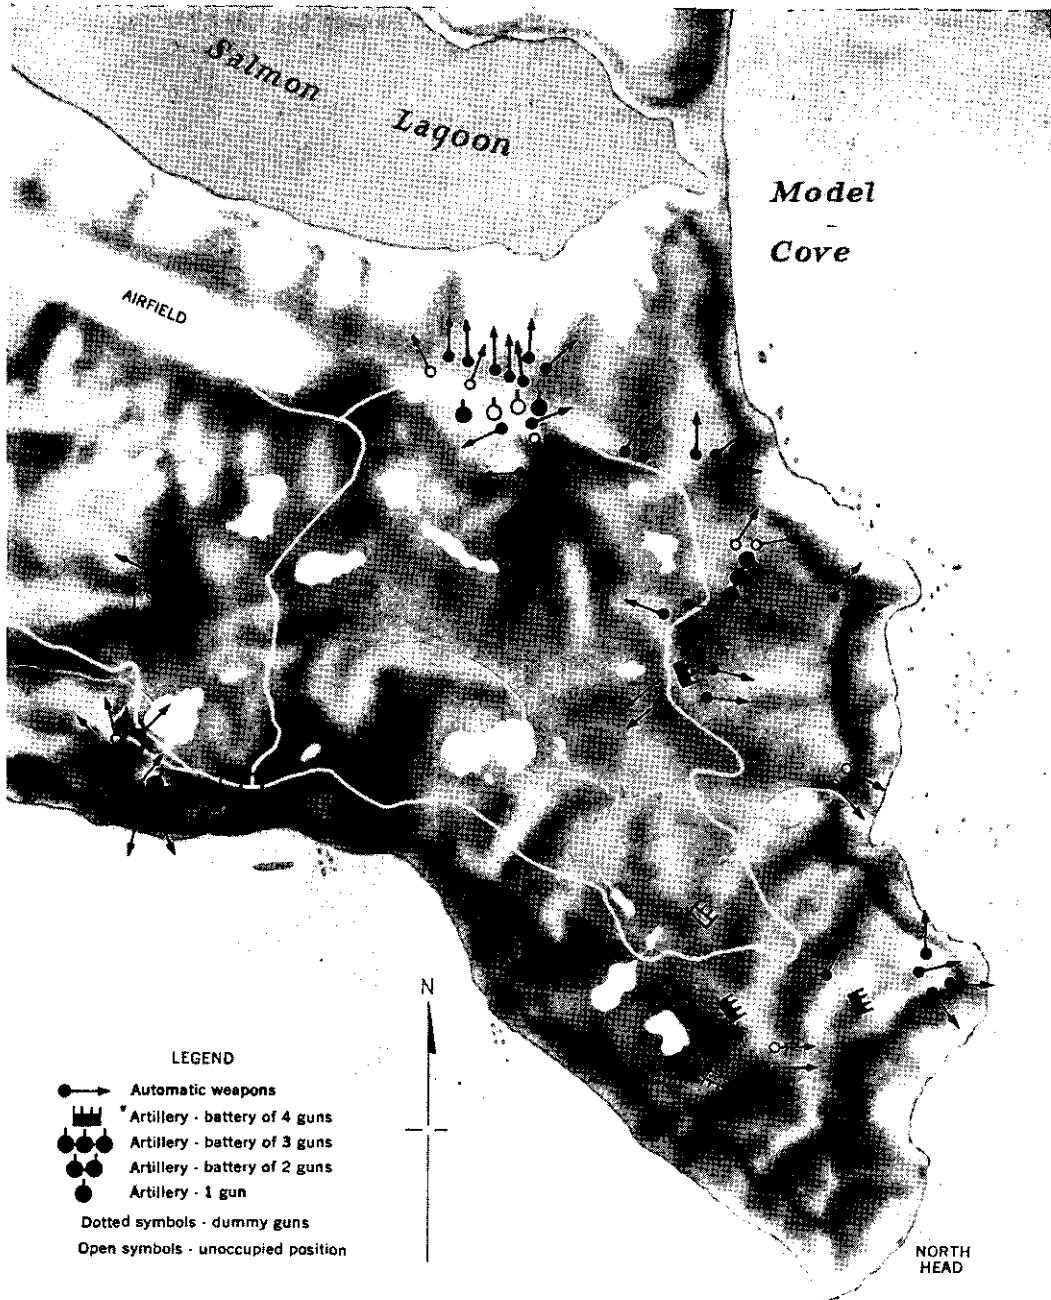 Salmon
Lagoon
Model
Cove
AIRFIELD
N
LEGEND
Automatic weapons
Artillery - battery of 4 guns
Artillery - battery of 3 guns
Artillery - battery of 2 guns
Artillery - 1 gun
Dotted symbols - dummy guns
Open symbols - unoccupied position
NORTH
HEAD